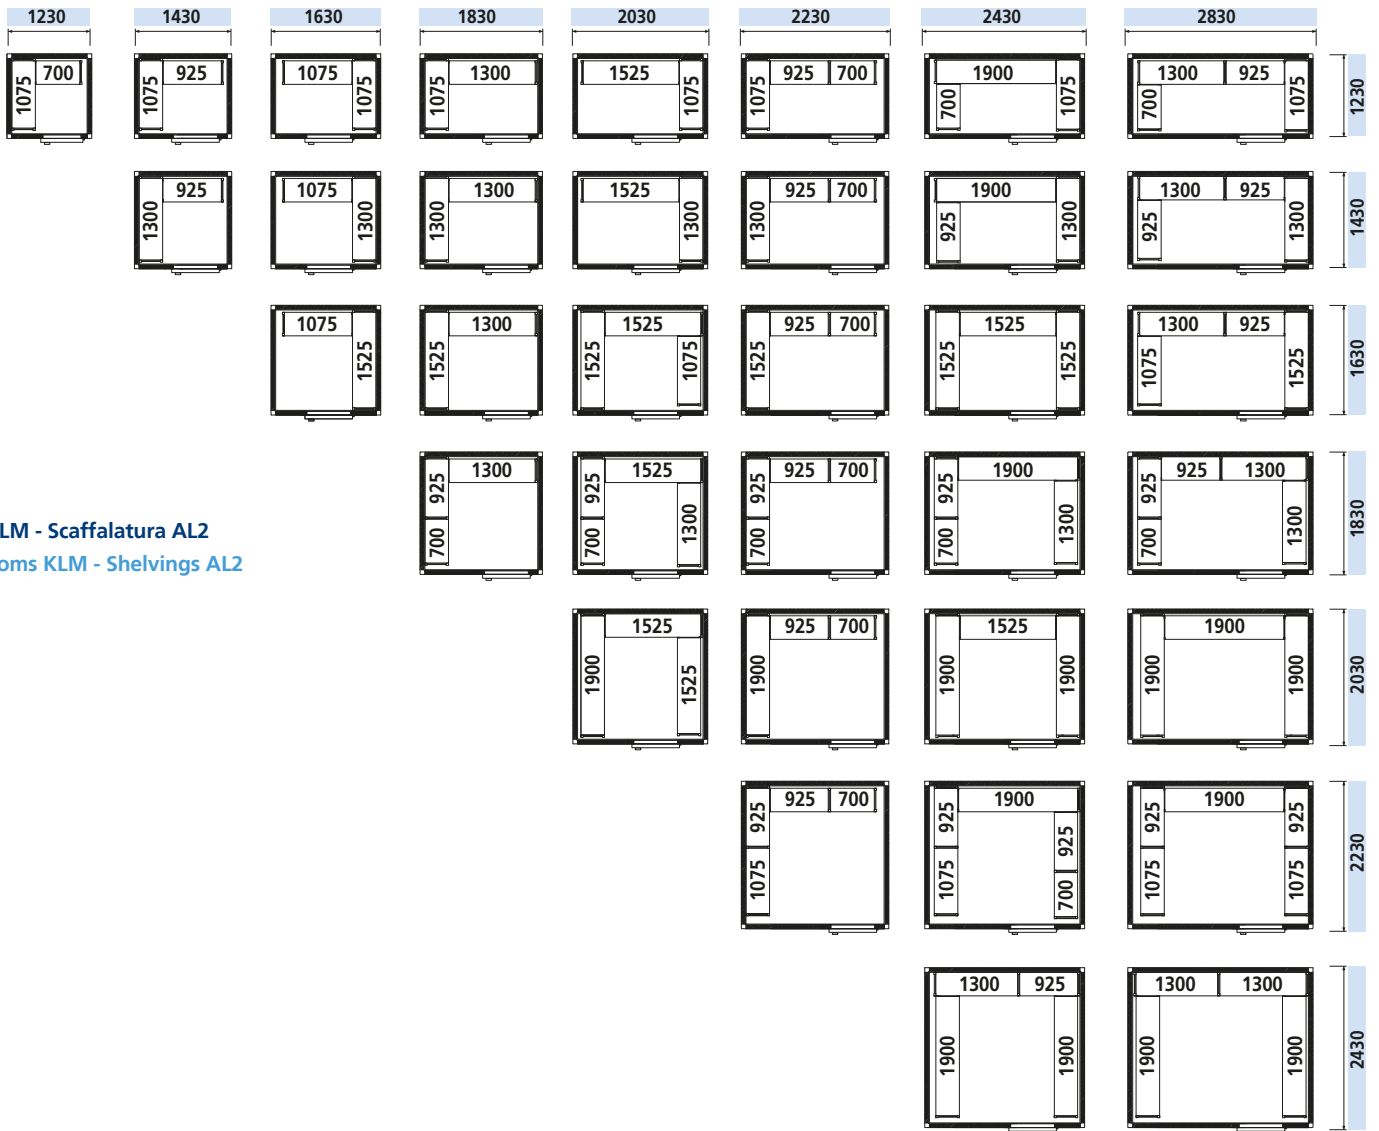 1230 1430 1630 1830 2030 2230 2430 2830
1075 700 1075 925 1075 1075 1075 1300 1525 1075 1075 925 700 1900 700 1075 1300 925 700 1075 1230
1300 925 1075 1300 1300 1300 1525 1300 1300 925 700 1900 925 1300 1300 925 925 1300 1430
1075 1525 1525 1300 1525 1525 1075 1525 925 700 1525 1525 1525 1300 925 1075 1525 1630
925 700 1300 925 700 1525 1300 925 700 925 700 925 700 1900 1300 925 700 925 1300 1300 1830
LM - Scaffalatura AL2
oms KLM - Shelvings AL2
1900 1525 1525 1900 925 700 1900 1525 1900 1900 1900 1900 2030
925 1075 925 700 925 1075 1900 925 700 925 1075 1900 925 1075 2230
1300 925 1900 1900 1300 1300 1900 1900 2430